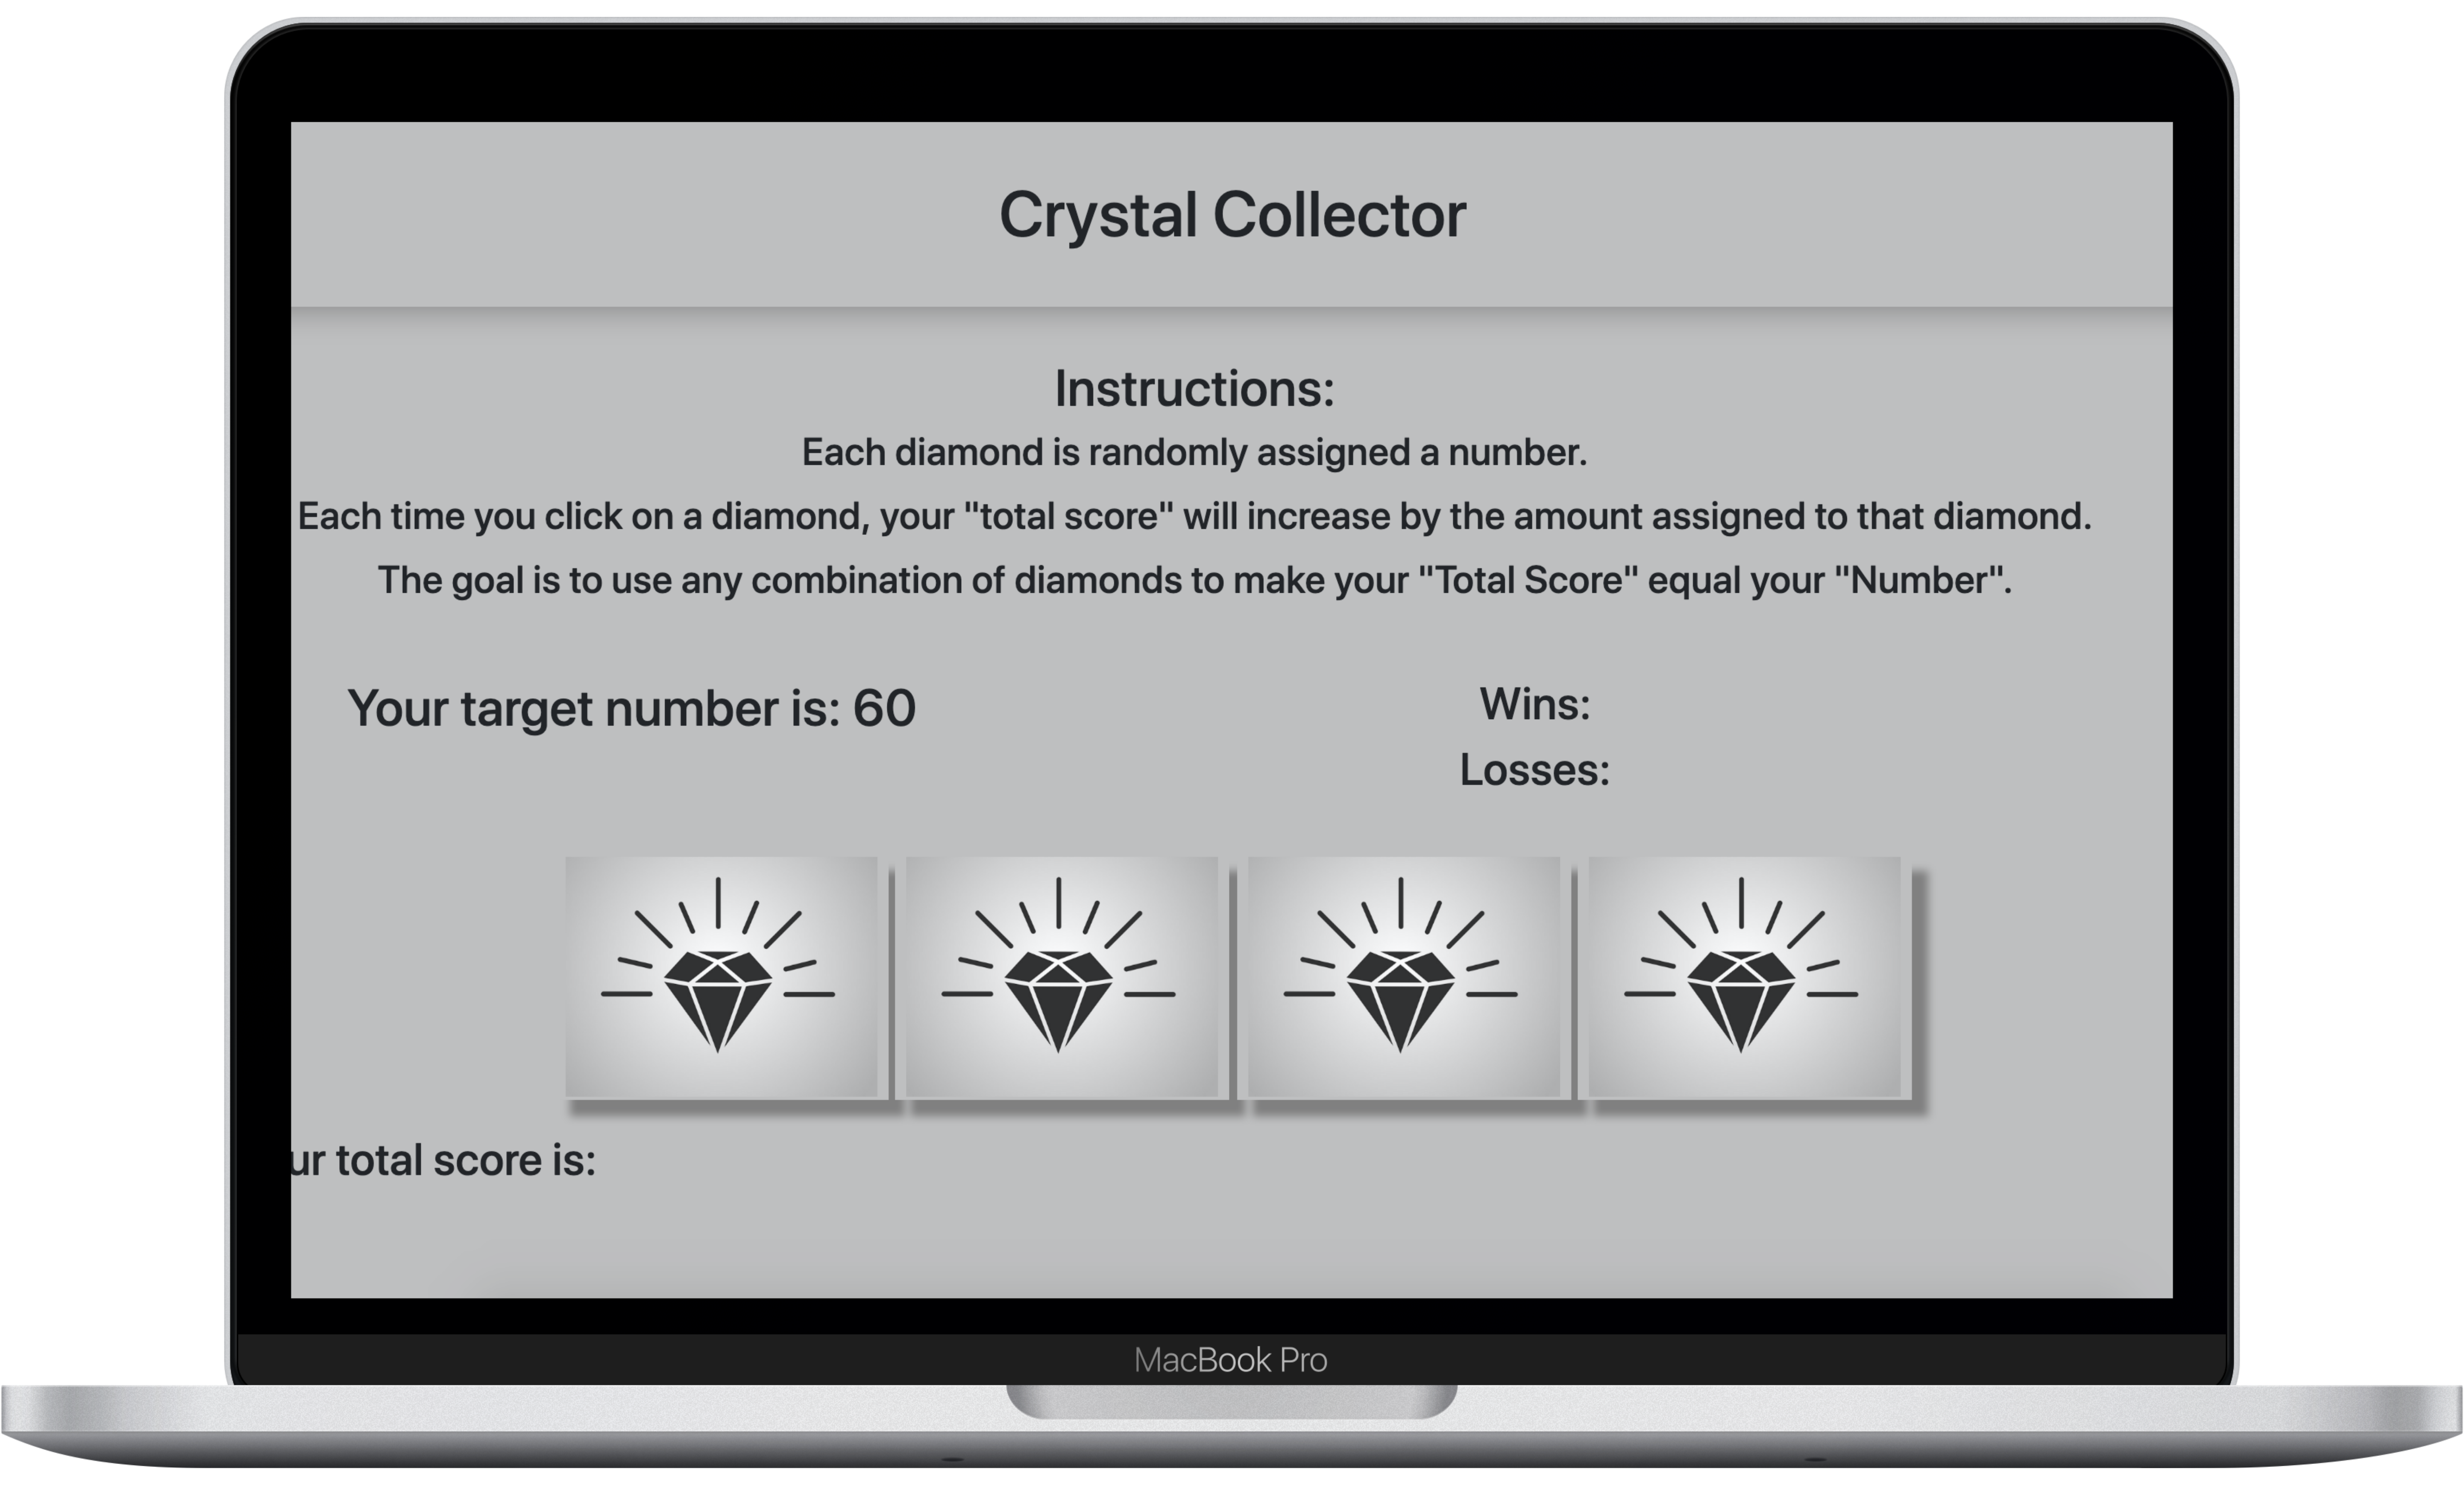 Crystal Collector
Instructions:
Each diamond is randomly assigned a number.
Each time you click on a diamond, your "total score" will increase by the amount assigned to that diamond.
The goal is to use any combination of diamonds to make your "Total Score" equal your "Number".
Your target number is: 60
Wins:
Losses:
ur total score is:
MacBook Pro